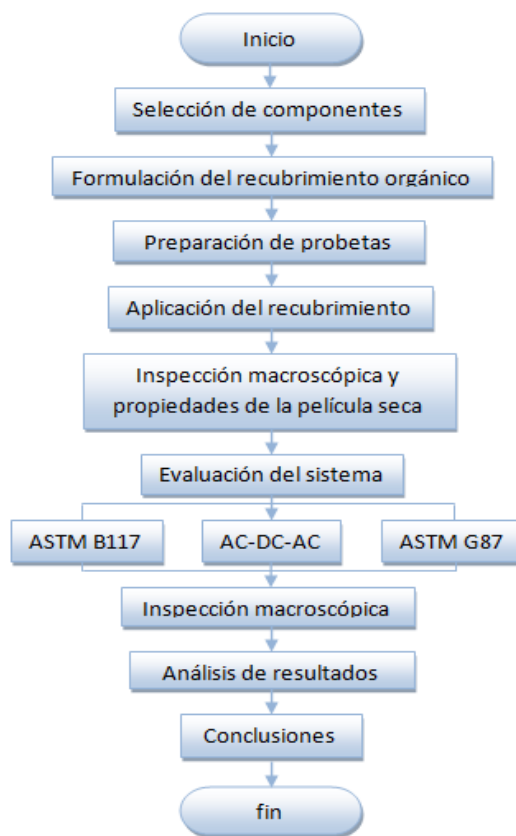 Inicio
Selección de componentes
Formulación del recubrimiento orgánico
Preparación de probetas
Aplicación del recubrimiento
Inspección macroscópica y
propiedades de la película seca
Evaluación del sistema
ASTM B117
AC-DC-AC
ASTM G87
Inspección macroscópica
Análisis de resultados
Conclusiones
fin